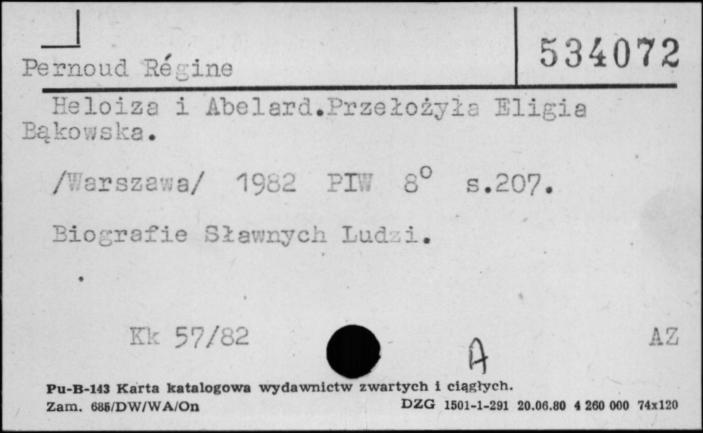 534072
Pernoud Régine
Heloiza i Abelard.Przełożyła Eligia
Bąkowska.
/Warszawa/ 1982 PIW 8° s.207.
Biografie Sławnych Ludzi.
Kk 57/82
A
AZ
Pu-B-143 Karta katalogowa wydawnictw zwartych i ciągłych.
Zam. 686/DW/WA/On DZG 1501-1-291 20.06.80 4 260 000 74x120